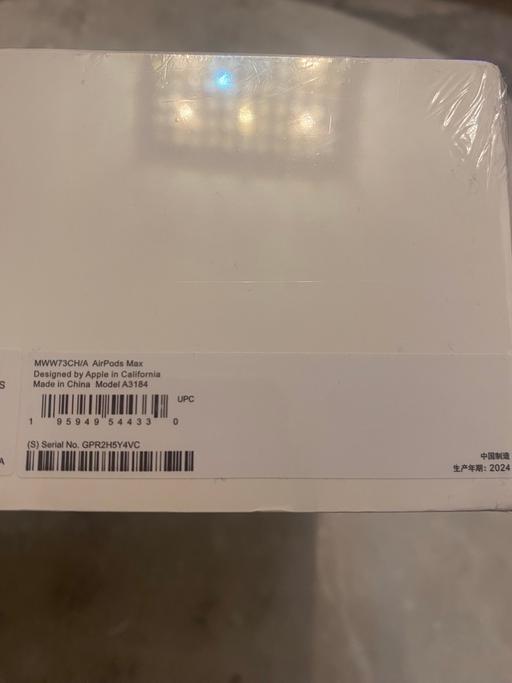 MWW73CH/A AirPods Max
Designed by Apple in California
Made in China Model A3184
UPC
1 95949 54433 0
(S) Serial No. GPR2H5Y4VC
S
A
中国制造
生产年期: 2024